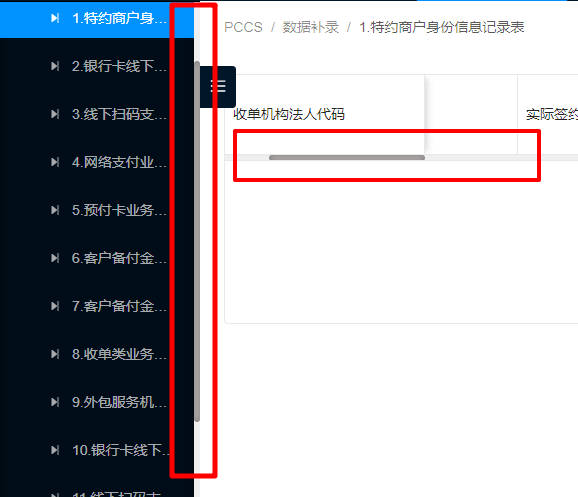 1.特约商户身...
PCCS / 数据补录 / 1.特约商户身份信息记录表
2.银行卡线下...
3.线下扫码支...
收单机构法人代码
实际签约
4.网络支付业...
5.预付卡业务...
6.客户备付金...
7.客户备付金...
8.收单类业务...
9.外包服务机...
10.银行卡线下...
11.线下扫码支...